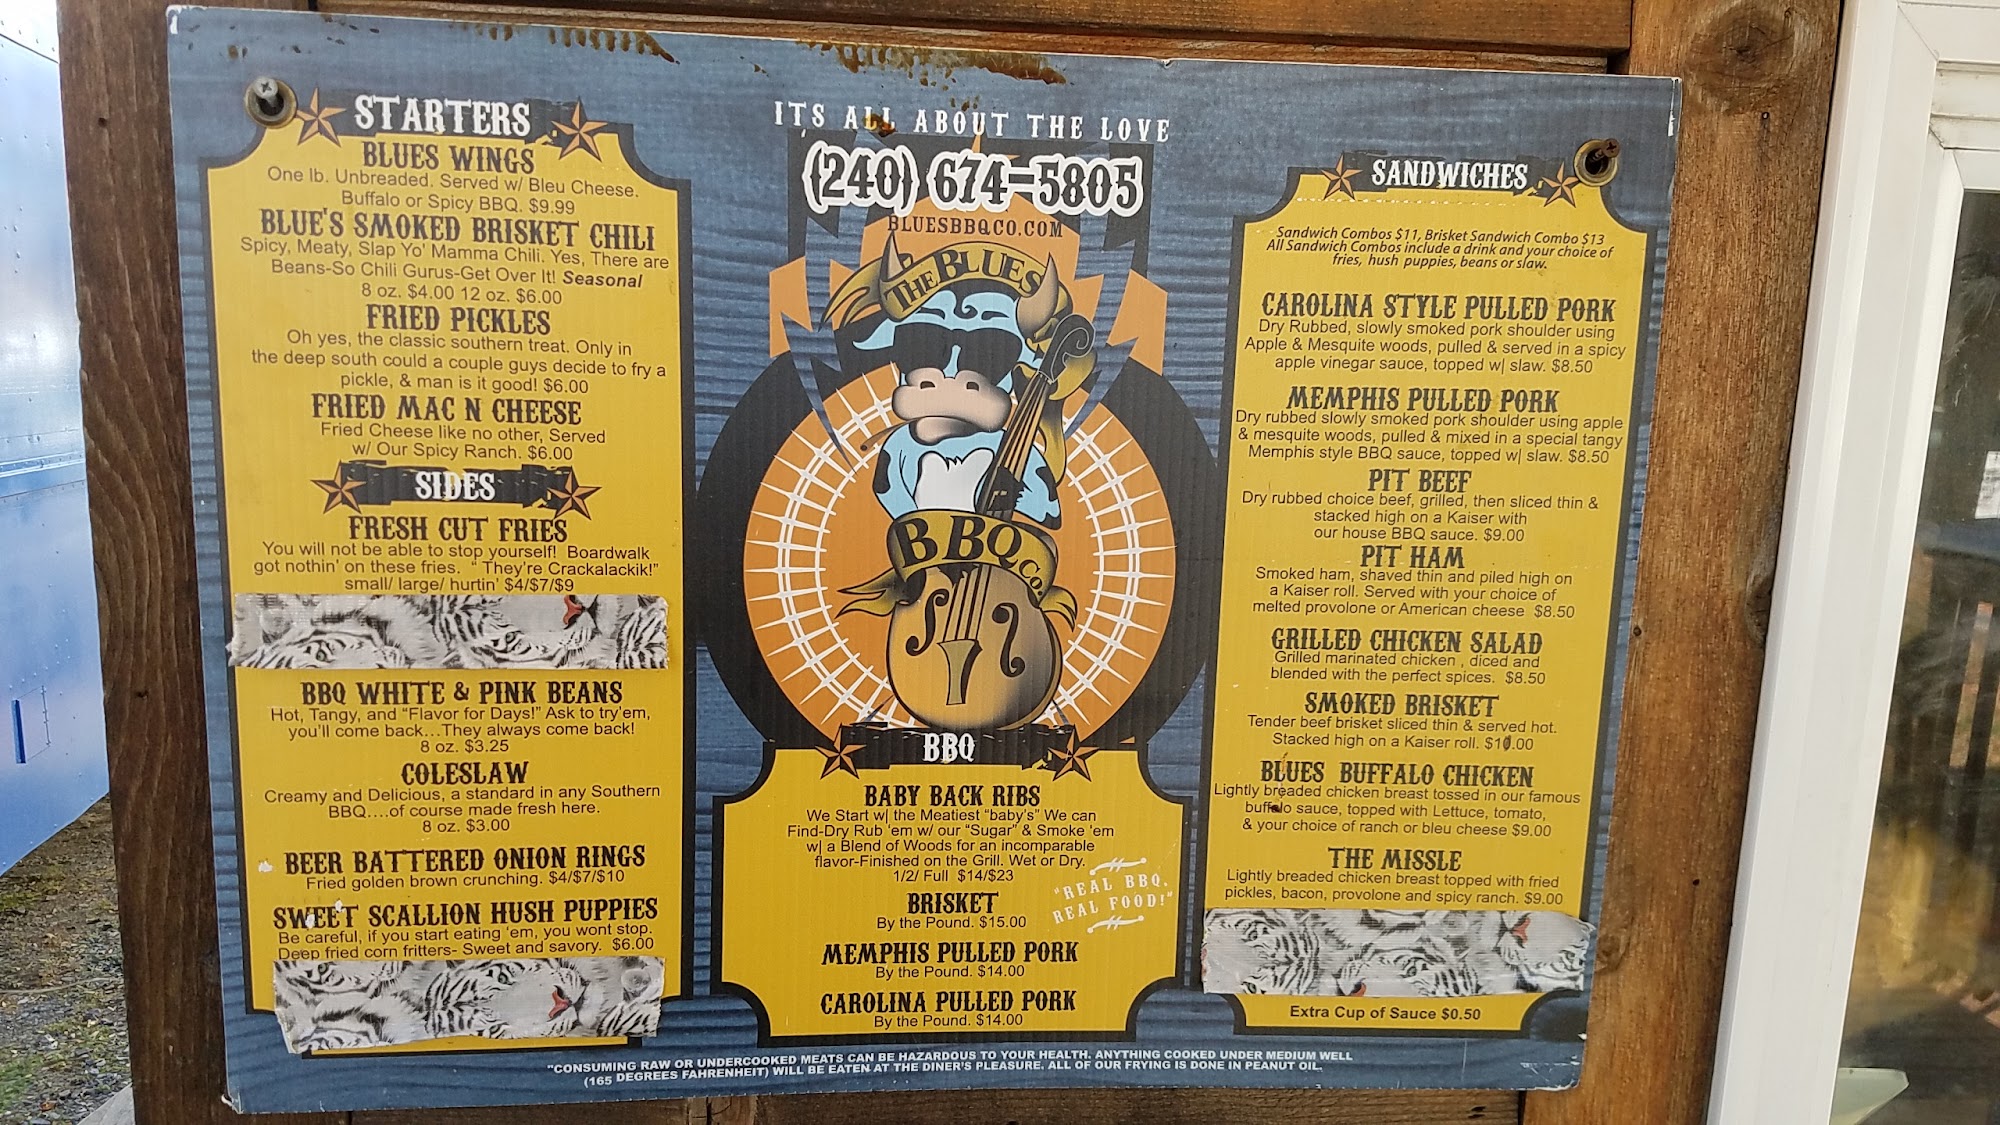 STARTERS
BLUES WINGS
One lb. Unbreaded. Served w/ Bleu Cheese.
Buffalo or Spicy BBQ. $9.99
BLUE'S SMOKED BRISKET CHILI
Spicy, Meaty, Slap Yo' Mamma Chili. Yes, There are
Beans-So Chili Gurus-Get Over It! Seasonal
8 oz. $4.00 12 oz. $6.00
FRIED PICKLES
Oh yes, the classic southern treat. Only in
the deep south could a couple guys decide to fry a
pickle, & man is it good! $6.00
FRIED MAC N CHEESE
Fried Cheese like no other, Served
w/ Our Spicy Ranch. $6.00
SIDES
FRESH CUT FRIES
You will not be able to stop yourself! Boardwalk
got nothin' on these fries. " They're Crackalackik!"
small/ large/ hurtin' $4/$7/$9
BBQ WHITE & PINK BEANS
Hot, Tangy, and "Flavor for Days!" Ask to try'em,
you'll come back...They always come back!
8 oz. $3.25
COLESLAW
Creamy and Delicious, a standard in any Southern
BBQ....of course made fresh here.
8 oz. $3.00
BEER BATTERED ONION RINGS
Fried golden brown crunching. $4/$7/$10
SWEET SCALLION HUSH PUPPIES
Be careful, if you start eating 'em, you wont stop.
Deep fried corn fritters- Sweet and savory. $6.00
ITS ALL ABOUT THE LOVE
(240) 674-5805
BLUESBBQCO.COM
THE BLUES
BBQ Co.
BBQ
BABY BACK RIBS
We Start w| the Meatiest "baby's" We can
Find-Dry Rub 'em w/ our "Sugar" & Smoke 'em
w| a Blend of Woods for an incomparable
flavor-Finished on the Grill. Wet or Dry.
1/2/ Full $14/$23
"REAL BBQ,
REAL FOOD!"
BRISKET
By the Pound. $15.00
MEMPHIS PULLED PORK
By the Pound. $14.00
CAROLINA PULLED PORK
By the Pound. $14.00
SANDWICHES
Sandwich Combos $11, Brisket Sandwich Combo $13
All Sandwich Combos include a drink and your choice of
fries, hush puppies, beans or slaw.
CAROLINA STYLE PULLED PORK
Dry Rubbed, slowly smoked pork shoulder using
Apple & Mesquite woods, pulled & served in a spicy
apple vinegar sauce, topped w| slaw. $8.50
MEMPHIS PULLED PORK
Dry rubbed slowly smoked pork shoulder using apple
& mesquite woods, pulled & mixed in a special tangy
Memphis style BBQ sauce, topped w| slaw. $8.50
PIT BEEF
Dry rubbed choice beef, grilled, then sliced thin &
stacked high on a Kaiser with
our house BBQ sauce. $9.00
PIT HAM
Smoked ham, shaved thin and piled high on
a Kaiser roll. Served with your choice of
melted provolone or American cheese $8.50
GRILLED CHICKEN SALAD
Grilled marinated chicken , diced and
blended with the perfect spices. $8.50
SMOKED BRISKET
Tender beef brisket sliced thin & served hot.
Stacked high on a Kaiser roll. $10.00
BLUES BUFFALO CHICKEN
Lightly breaded chicken breast tossed in our famous
buffalo sauce, topped with Lettuce, tomato,
& your choice of ranch or bleu cheese $9.00
THE MISSLE
Lightly breaded chicken breast topped with fried
pickles, bacon, provolone and spicy ranch. $9.00
Extra Cup of Sauce $0.50
"CONSUMING RAW OR UNDERCOOKED MEATS CAN BE HAZARDOUS TO YOUR HEALTH. ANYTHING COOKED UNDER MEDIUM WELL
(165 DEGREES FAHRENHEIT) WILL BE EATEN AT THE DINER'S PLEASURE. ALL OF OUR FRYING IS DONE IN PEANUT OIL.